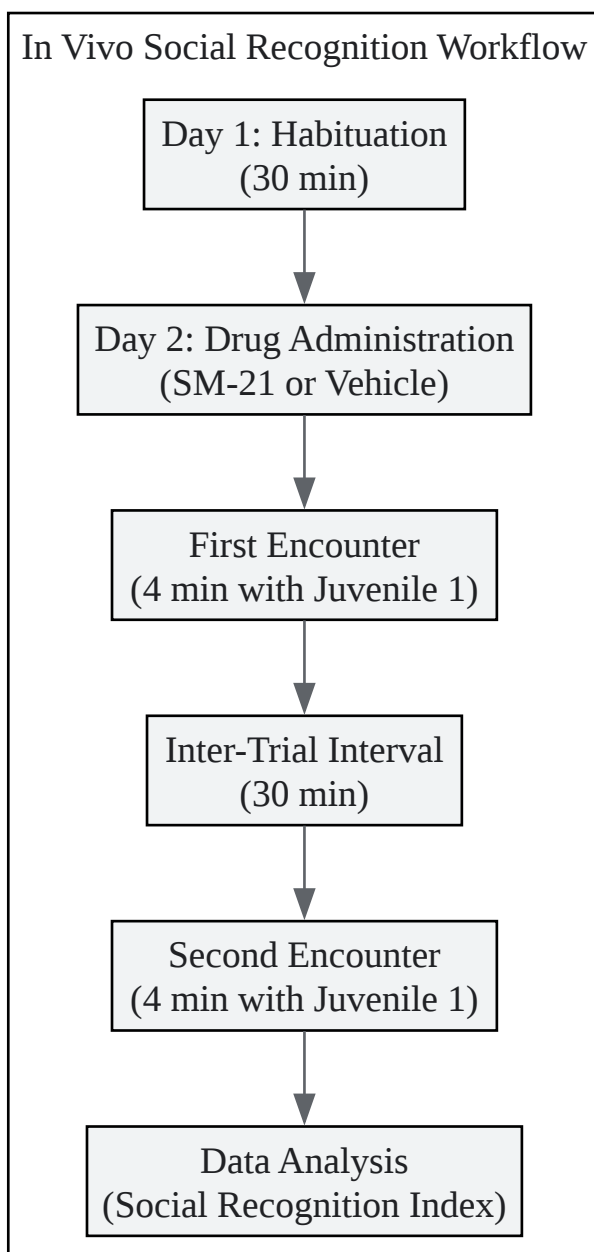 In Vivo Social Recognition Workflow
Day 1: Habituation
(30 min)
Day 2: Drug Administration
(SM-21 or Vehicle)
First Encounter
(4 min with Juvenile 1)
Inter-Trial Interval
(30 min)
Second Encounter
(4 min with Juvenile 1)
Data Analysis
(Social Recognition Index)